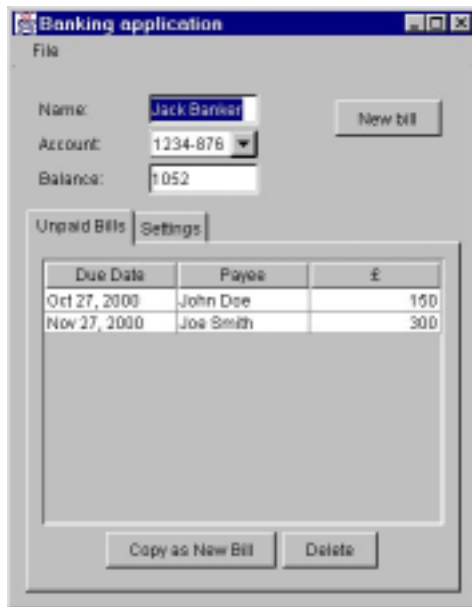 Banking application
File
Name: Jack Banker New bill
Account: 1234-876
Balance: 1052
Unpaid Bills Settings
Due Date Payee £
Oct 27, 2000 John Doe 150
Nov 27, 2000 Joe Smith 300
Copy as New Bill Delete